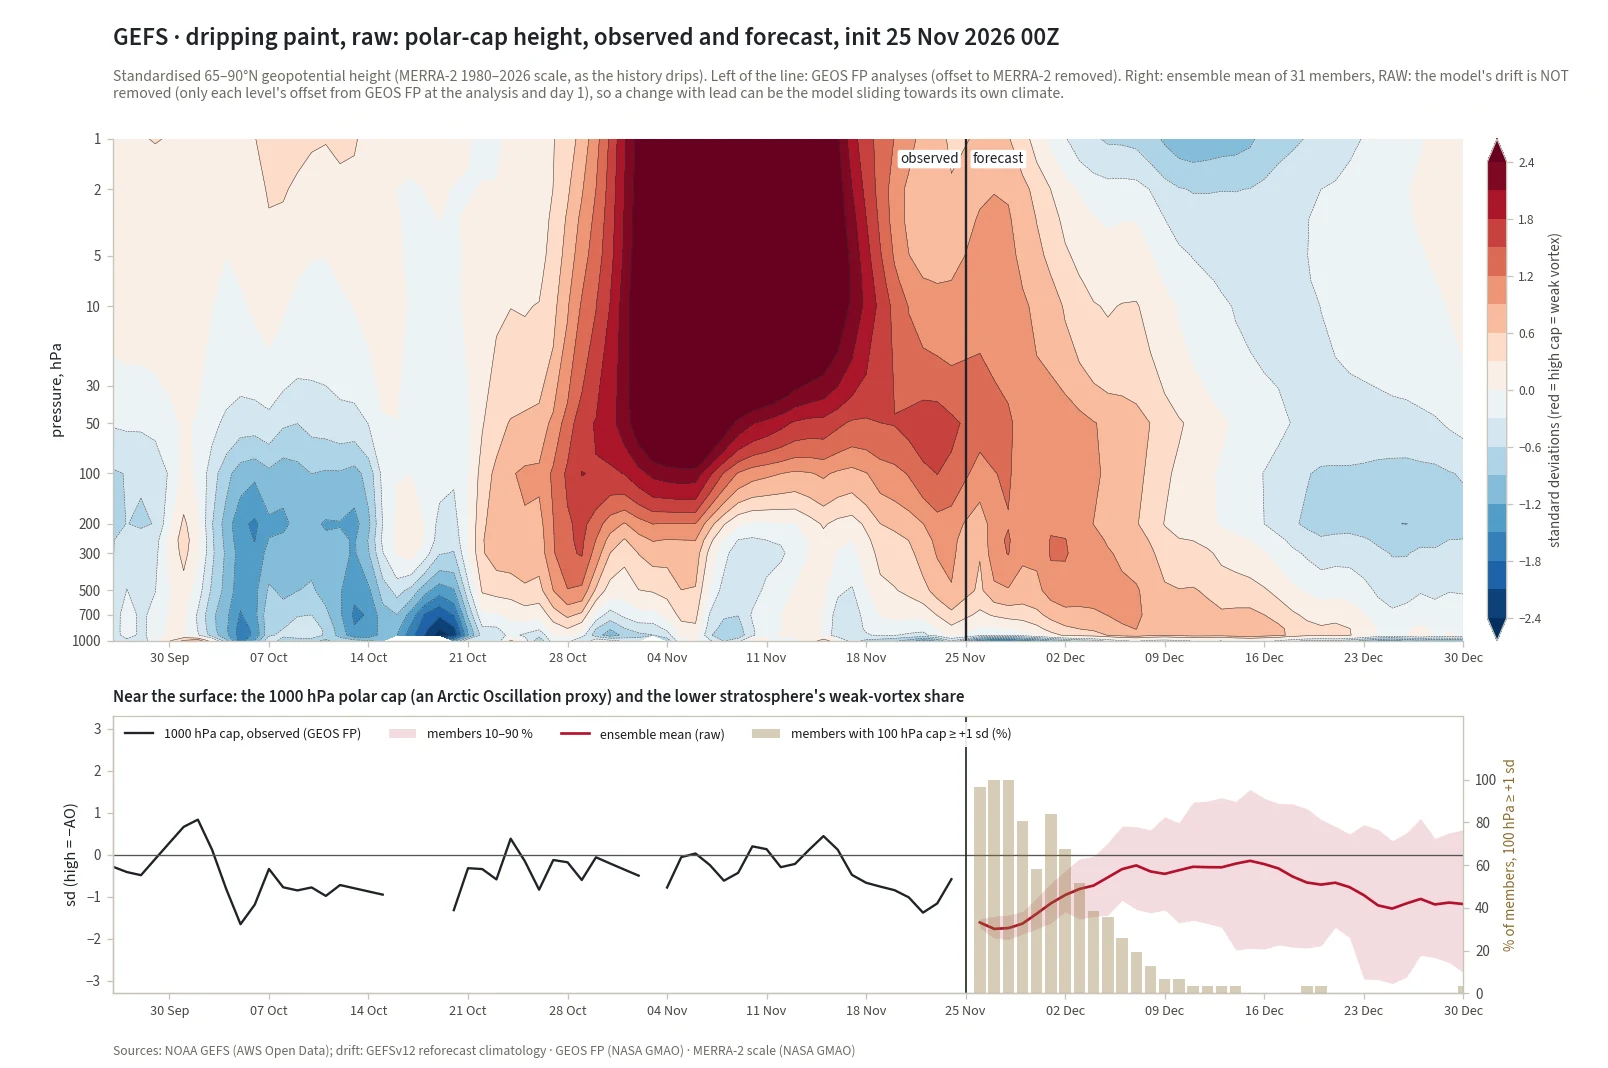 GEFS · dripping paint, raw: polar-cap height, observed and forecast, init 25 Nov 2026 00Z
Standardised 65–90°N geopotential height (MERRA-2 1980–2026 scale, as the history drips). Left of the line: GEOS FP analyses (offset to MERRA-2 removed). Right: ensemble mean of 31 members, RAW: the model's drift is NOT
removed (only each level's offset from GEOS FP at the analysis and day 1), so a change with lead can be the model sliding towards its own climate.
observed forecast
pressure, hPa
1
2
5
10
30
50
100
200
300
500
700
1000
30 Sep 07 Oct 14 Oct 21 Oct 28 Oct 04 Nov 11 Nov 18 Nov 25 Nov 02 Dec 09 Dec 16 Dec 23 Dec 30 Dec
2.4
1.8
1.2
0.6
0.0
−0.6
−1.2
−1.8
−2.4
standard deviations (red = high cap = weak vortex)
Near the surface: the 1000 hPa polar cap (an Arctic Oscillation proxy) and the lower stratosphere's weak-vortex share
1000 hPa cap, observed (GEOS FP) members 10–90 % ensemble mean (raw) members with 100 hPa cap ≥ +1 sd (%)
sd (high = −AO)
3
2
1
0
−1
−2
−3
100
80
60
40
20
0
% of members, 100 hPa ≥ +1 sd
30 Sep 07 Oct 14 Oct 21 Oct 28 Oct 04 Nov 11 Nov 18 Nov 25 Nov 02 Dec 09 Dec 16 Dec 23 Dec 30 Dec
Sources: NOAA GEFS (AWS Open Data); drift: GEFSv12 reforecast climatology · GEOS FP (NASA GMAO) · MERRA-2 scale (NASA GMAO)